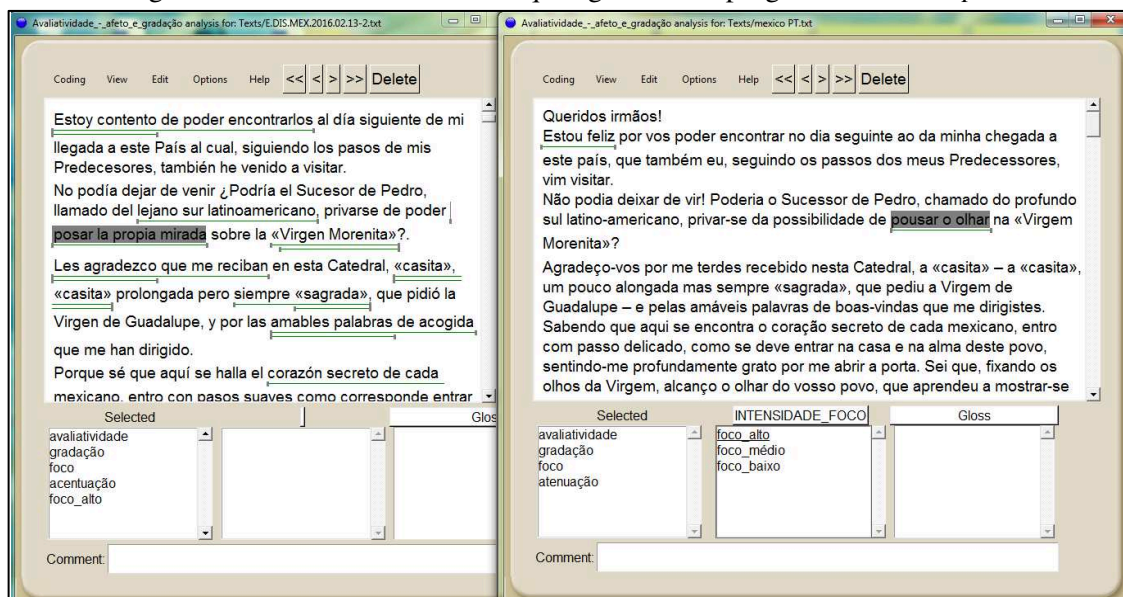 Avaliatividade_-_afeto_e_gradação analysis for: Texts/E.DIS.MEX.2016.02.13-2.txt
Coding View Edit Options Help << < > >> Delete
Estoy contento de poder encontrarlos al día siguiente de mi
llegada a este País al cual, siguiendo los pasos de mis
Predecesores, también he venido a visitar.
No podía dejar de venir ¿Podría el Sucesor de Pedro,
llamado del lejano sur latinoamericano, privarse de poder
posar la propia mirada sobre la «Virgen Morenita»?.
Les agradezco que me reciban en esta Catedral, «casita»,
«casita» prolongada pero siempre «sagrada», que pidió la
Virgen de Guadalupe, y por las amables palabras de acogida
que me han dirigido.
Porque sé que aquí se halla el corazón secreto de cada
mexicano, entro con pasos suaves como corresponde entrar
Selected Glos
avaliatividade
gradação
foco
acentuação
foco_alto
Comment:
Avaliatividade_-_afeto_e_gradação analysis for: Texts/mexico PT.txt
Coding View Edit Options Help << < > >> Delete
Queridos irmãos!
Estou feliz por vos poder encontrar no dia seguinte ao da minha chegada a
este país, que também eu, seguindo os passos dos meus Predecessores,
vim visitar.
Não podia deixar de vir! Poderia o Sucessor de Pedro, chamado do profundo
sul latino-americano, privar-se da possibilidade de pousar o olhar na «Virgem
Morenita»?
Agradeço-vos por me terdes recebido nesta Catedral, a «casita» – a «casita»,
um pouco alongada mas sempre «sagrada», que pediu a Virgem de
Guadalupe – e pelas amáveis palavras de boas-vindas que me dirigistes.
Sabendo que aqui se encontra o coração secreto de cada mexicano, entro
com passo delicado, como se deve entrar na casa e na alma deste povo,
sentindo-me profundamente grato por me abrir a porta. Sei que, fixando os
olhos da Virgem, alcanço o olhar do vosso povo, que aprendeu a mostrar-se
Selected INTENSIDADE_FOCO Gloss
avaliatividade
gradação
foco
atenuação
foco_alto
foco_médio
foco_baixo
Comment: